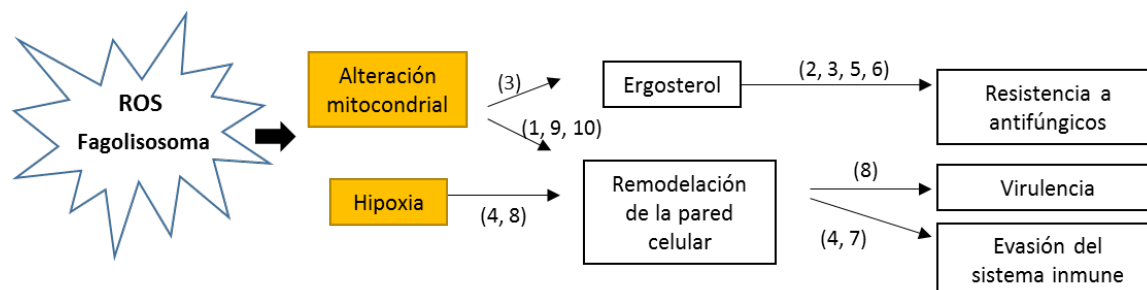 ROS
Fagolisosoma
Alteración
mitocondrial
(3)
(1, 9, 10)
Ergosterol
(2, 3, 5, 6)
Resistencia a
antifúngicos
Hipoxia
(4, 8)
Remodelación
de la pared
celular
(8)
Virulencia
(4, 7)
Evasión del
sistema inmune